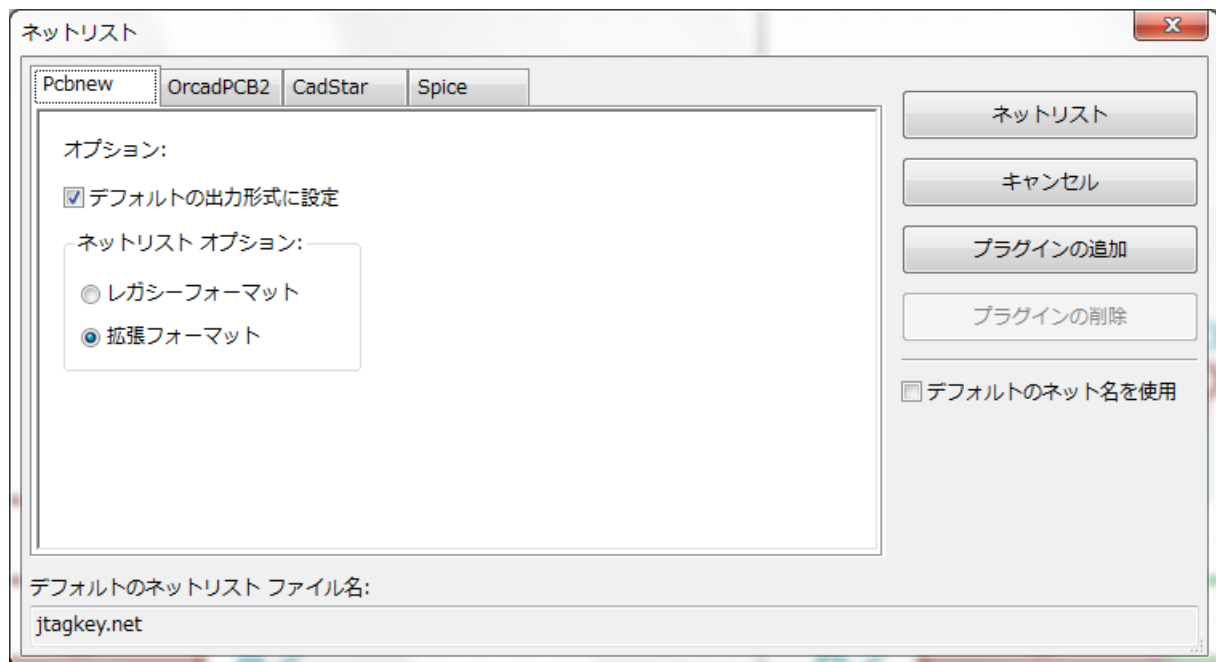 ネットリスト
Pcbnew OrcadPCB2 CadStar Spice
ネットリスト
オプション:
キャンセル
デフォルトの出力形式に設定
ネットリスト オプション:
プラグインの追加
レガシーフォーマット
プラグインの削除
拡張フォーマット
デフォルトのネット名を使用
デフォルトのネットリスト ファイル名:
jtagkey.net